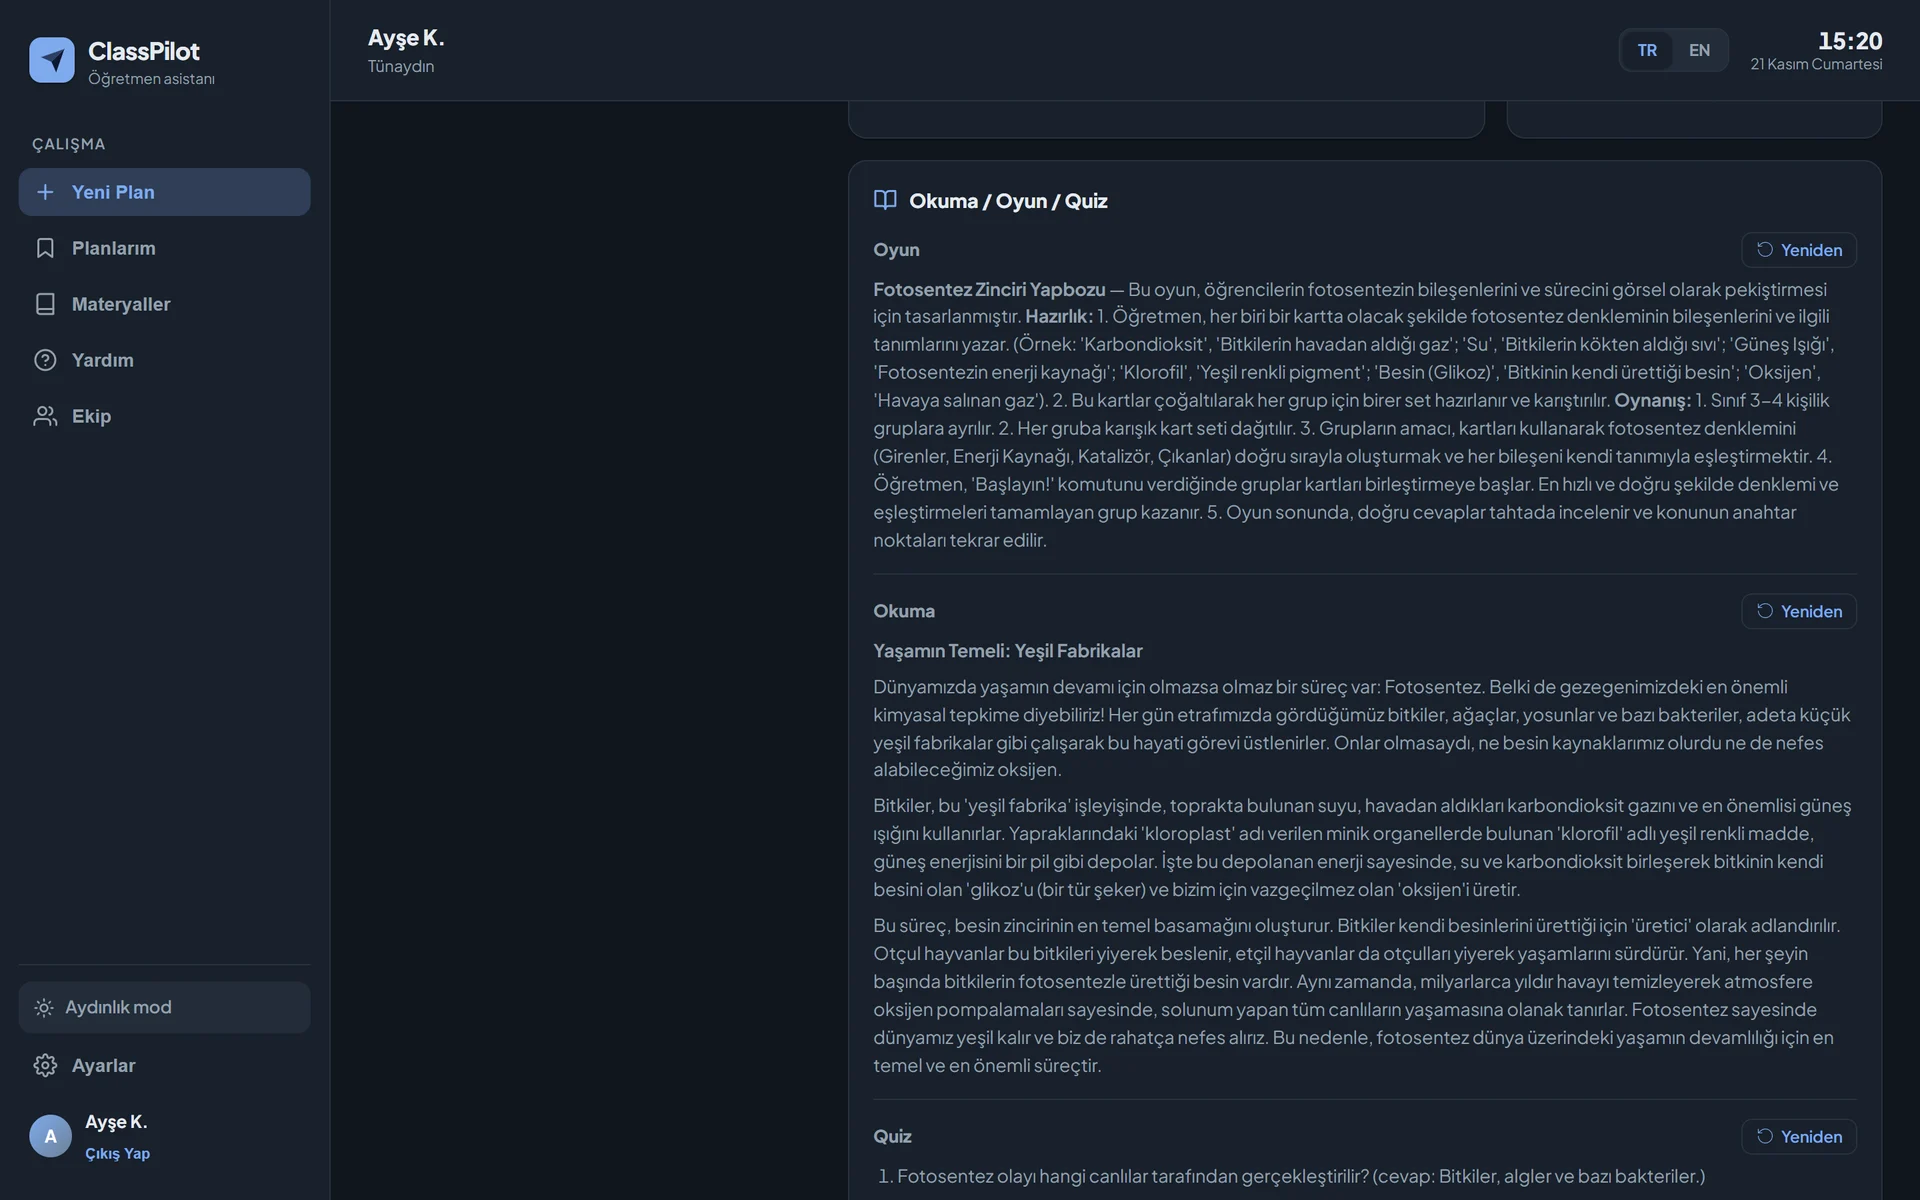 ClassPilot
Öğretmen asistanı
ÇALIŞMA
Yeni Plan
Planlarım
Materyaller
Yardım
Ekip
Aydınlık mod
Ayarlar
A
Ayşe K.
Çıkış Yap
Ayşe K.
Tünaydın
TR
EN
15:20
21 Kasım Cumartesi
Okuma / Oyun / Quiz
Oyun
Yeniden
Fotosentez Zinciri Yapbozu — Bu oyun, öğrencilerin fotosentezin bileşenlerini ve sürecini görsel olarak pekiştirmesi
için tasarlanmıştır. Hazırlık: 1. Öğretmen, her biri bir kartta olacak şekilde fotosentez denkleminin bileşenlerini ve ilgili
tanımlarını yazar. (Örnek: 'Karbondioksit', 'Bitkilerin havadan aldığı gaz'; 'Su', 'Bitkilerin kökten aldığı sıvı'; 'Güneş Işığı',
'Fotosentezin enerji kaynağı'; 'Klorofil', 'Yeşil renkli pigment'; 'Besin (Glikoz)', 'Bitkinin kendi ürettiği besin'; 'Oksijen',
'Havaya salınan gaz'). 2. Bu kartlar çoğaltılarak her grup için birer set hazırlanır ve karıştırılır. Oynanış: 1. Sınıf 3-4 kişilik
gruplara ayrılır. 2. Her gruba karışık kart seti dağıtılır. 3. Grupların amacı, kartları kullanarak fotosentez denklemini
(Girenler, Enerji Kaynağı, Katalizör, Çıkanlar) doğru sırayla oluşturmak ve her bileşeni kendi tanımıyla eşleştirmektir. 4.
Öğretmen, 'Başlayın!' komutunu verdiğinde gruplar kartları birleştirmeye başlar. En hızlı ve doğru şekilde denklemi ve
eşleştirmeleri tamamlayan grup kazanır. 5. Oyun sonunda, doğru cevaplar tahtada incelenir ve konunun anahtar
noktaları tekrar edilir.
Okuma
Yeniden
Yaşamın Temeli: Yeşil Fabrikalar
Dünyamızda yaşamın devamı için olmazsa olmaz bir süreç var: Fotosentez. Belki de gezegenimizdeki en önemli
kimyasal tepkime diyebiliriz! Her gün etrafımızda gördüğümüz bitkiler, ağaçlar, yosunlar ve bazı bakteriler, adeta küçük
yeşil fabrikalar gibi çalışarak bu hayati görevi üstlenirler. Onlar olmasaydı, ne besin kaynaklarımız olurdu ne de nefes
alabileceğimiz oksijen.
Bitkiler, bu 'yeşil fabrika' işleyişinde, toprakta bulunan suyu, havadan aldıkları karbondioksit gazını ve en önemlisi güneş
ışığını kullanırlar. Yapraklarındaki 'kloroplast' adı verilen minik organellerde bulunan 'klorofil' adlı yeşil renkli madde,
güneş enerjisini bir pil gibi depolar. İşte bu depolanan enerji sayesinde, su ve karbondioksit birleşerek bitkinin kendi
besini olan 'glikoz'u (bir tür şeker) ve bizim için vazgeçilmez olan 'oksijen'i üretir.
Bu süreç, besin zincirinin en temel basamağını oluşturur. Bitkiler kendi besinlerini ürettiği için 'üretici' olarak adlandırılır.
Otçul hayvanlar bu bitkileri yiyerek beslenir, etçil hayvanlar da otçulları yiyerek yaşamlarını sürdürür. Yani, her şeyin
başında bitkilerin fotosentezle ürettiği besin vardır. Aynı zamanda, milyarlarca yıldır havayı temizleyerek atmosfere
oksijen pompalamaları sayesinde, solunum yapan tüm canlıların yaşamasına olanak tanırlar. Fotosentez sayesinde
dünyamız yeşil kalır ve biz de rahatça nefes alırız. Bu nedenle, fotosentez dünya üzerindeki yaşamın devamlılığı için en
temel ve en önemli süreçtir.
Quiz
Yeniden
1. Fotosentez olayı hangi canlılar tarafından gerçekleştirilir? (cevap: Bitkiler, algler ve bazı bakteriler.)